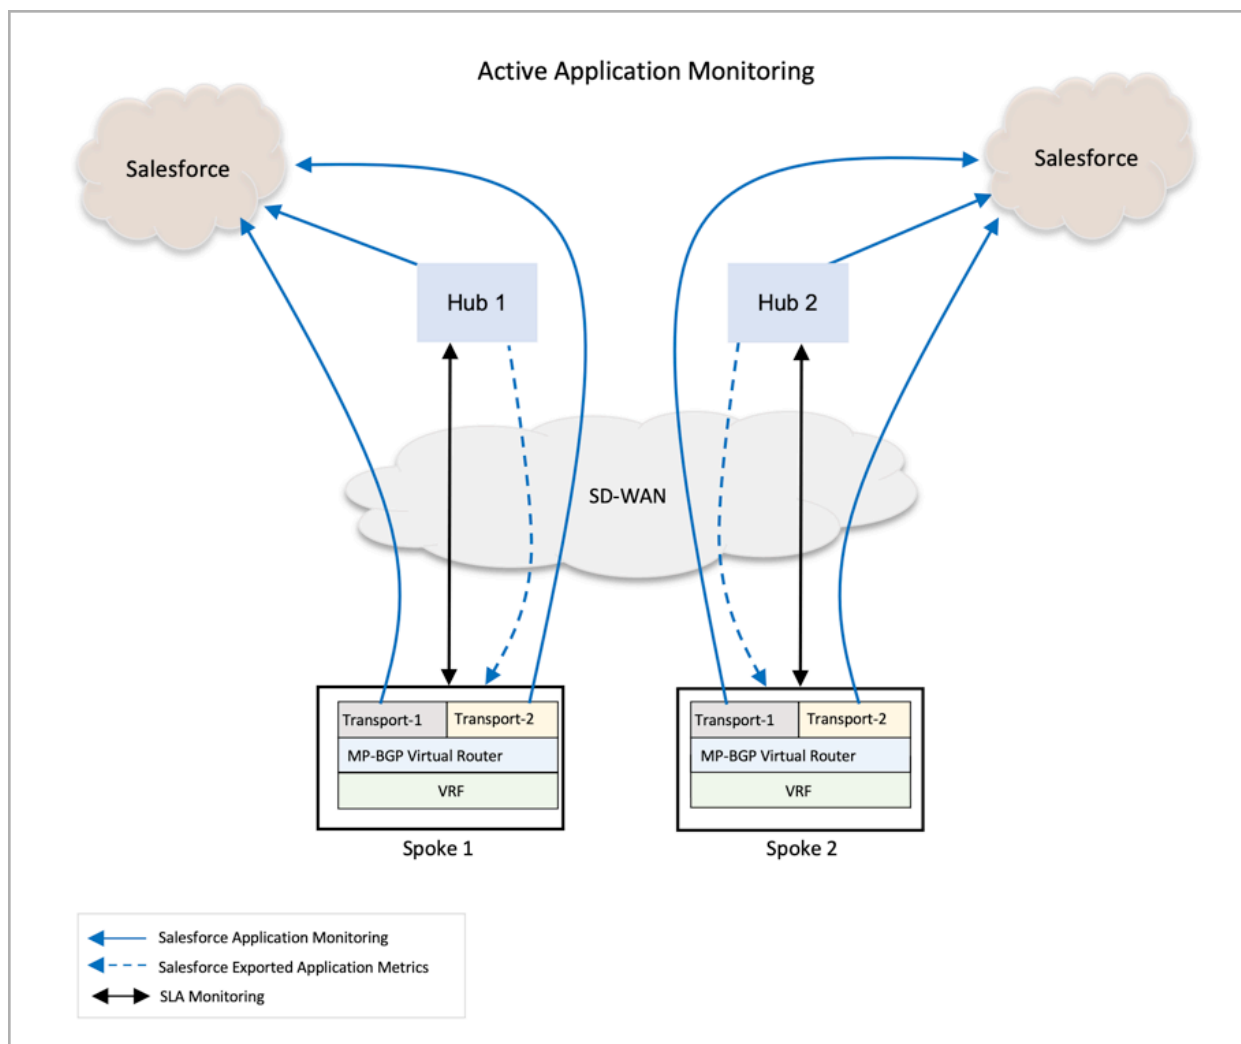 Active Application Monitoring
Salesforce
Salesforce
Hub 1
Hub 2
SD-WAN
Transport-1
Transport-2
MP-BGP Virtual Router
VRF
Spoke 1
Transport-1
Transport-2
MP-BGP Virtual Router
VRF
Spoke 2
Salesforce Application Monitoring
Salesforce Exported Application Metrics
SLA Monitoring